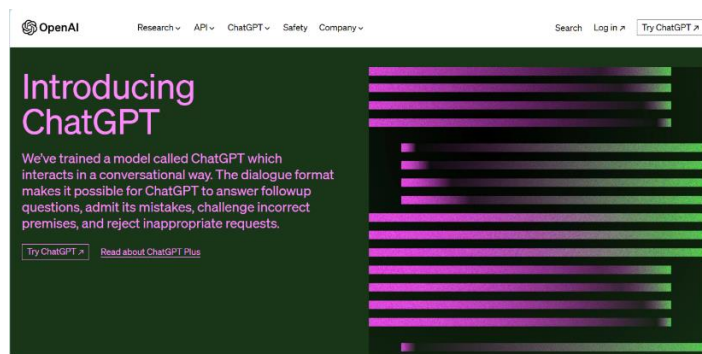 OpenAI Research API ChatGPT Safety Company Search Log in ↗ Try ChatGPT ↗
Introducing
ChatGPT
We've trained a model called ChatGPT which
interacts in a conversational way. The dialogue format
makes it possible for ChatGPT to answer followup
questions, admit its mistakes, challenge incorrect
premises, and reject inappropriate requests.
Try ChatGPT ↗ Read about ChatGPT Plus